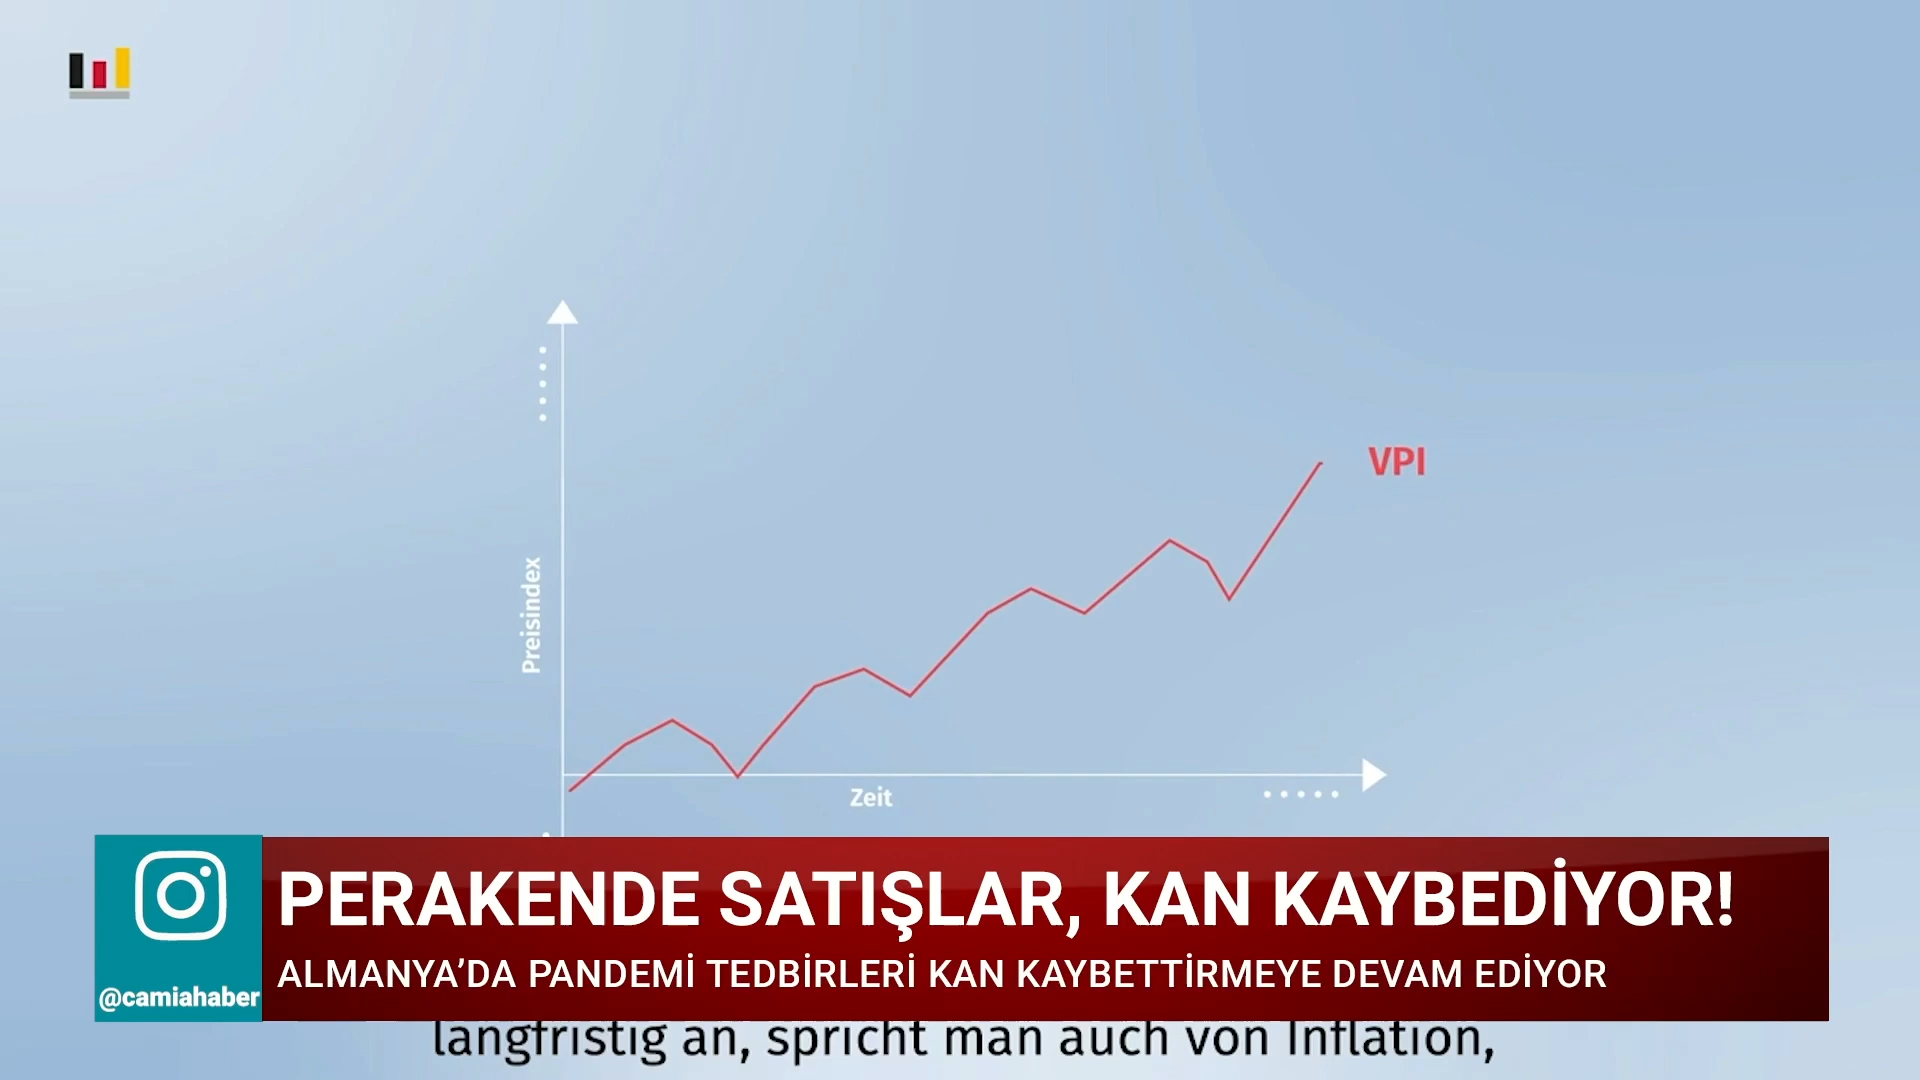 VPI
Preisindex
Zeit
PERAKENDE SATIŞLAR, KAN KAYBEDİYOR!
ALMANYA’DA PANDEMİ TEDBİRLERİ KAN KAYBETTİRMEYE DEVAM EDİYOR
@camiahaber
langfristig an, spricht man auch von Inflation,